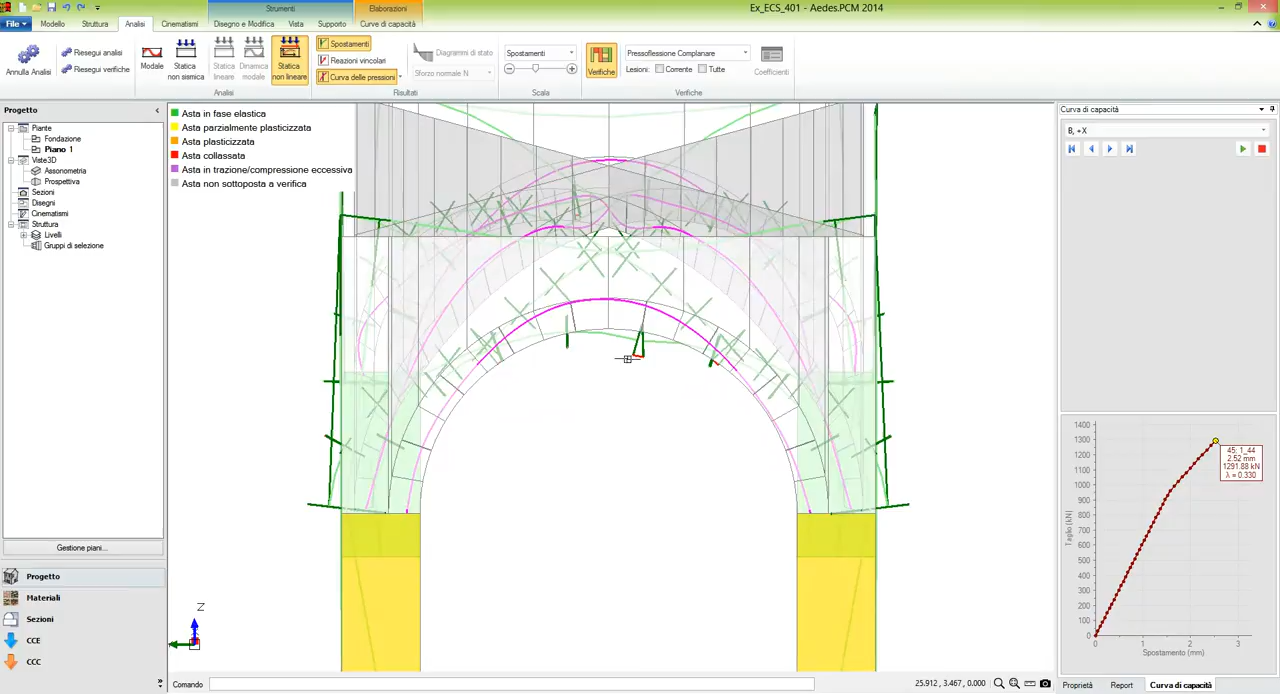 Ex_ECS_401 - Aedes.PCM 2014
Strumenti
Elaborazioni
File
Modello
Struttura
Analisi
Cinematismi
Disegno e Modifica
Vista
Supporto
Curva di capacità
Annulla Analisi
Resegui analisi
Resegui verifiche
Modale
Statica non sismica
Statica lineare
Dinamica modale
Statica non lineare
Analisi
Spostamenti
Reazioni vincolari
Curva delle pressioni
Diagrammi di stato
Sforzo normale N
Risultati
Spostamenti
Scala
Verifiche
Pressoflessione Complanare
Lesioni:
Corrente
Tutte
Coefficienti
Verifiche
Progetto
Piante
Fondazione
Piano 1
Viste3D
Assonometria
Prospettiva
Sezioni
Disegni
Cinematismi
Struttura
Livelli
Gruppi di selezione
Gestione piani...
Progetto
Materiali
Sezioni
CCE
CCC
Asta in fase elastica
Asta parzialmente plasticizzata
Asta plasticizzata
Asta collassata
Asta in trazione/compressione eccessiva
Asta non sottoposta a verifica
Z
Comando
25.912 , 3.467 , 0.000
Curva di capacità
B, +X
1400
1300
1200
1100
1000
900
800
700
600
500
400
300
200
100
0
Taglio (kN)
45: 1_44
2.52 mm
1291.88 kN
λ = 0.330
0
1
2
3
Spostamento (mm)
Proprietà
Report
Curva di capacità